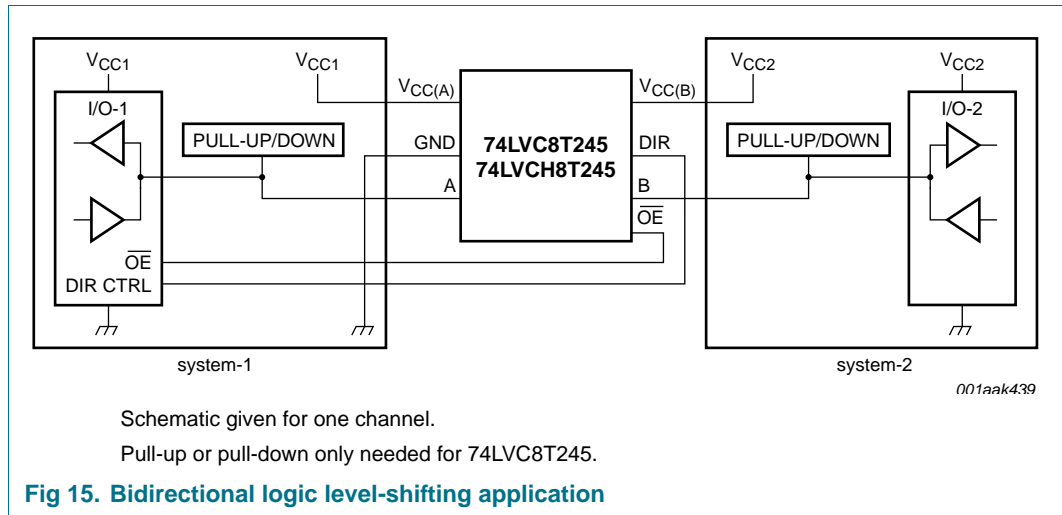 VCC1
VCC1
VCC(A)
VCC(B)
VCC2
VCC2
I/O-1
I/O-2
PULL-UP/DOWN
GND
74LVC8T245
74LVCH8T245
DIR
PULL-UP/DOWN
A
B
OE
OE
DIR CTRL
system-1
system-2
001aak439
Schematic given for one channel.
Pull-up or pull-down only needed for 74LVC8T245.
Fig 15. Bidirectional logic level-shifting application